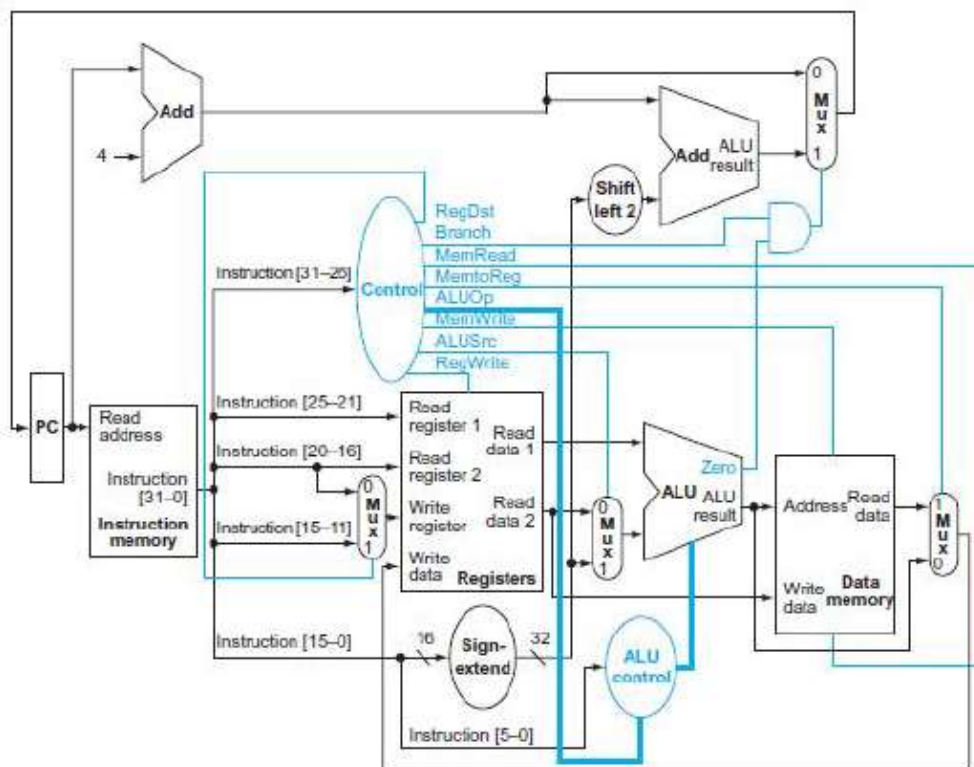 Add
4
0
Mux
1
Add
ALU
result
Shift
left 2
RegDst
Branch
MemRead
MemtoReg
ALUOp
MemWrite
ALUSrc
RegWrite
Control
Instruction [31–26]
PC
Read
address
Instruction
[31–0]
Instruction
memory
Instruction [25–21]
Instruction [20–16]
Instruction [15–11]
0
Mux
1
Read
register 1
Read
register 2
Write
register
Write
data
Read
data 1
Read
data 2
Registers
0
Mux
1
Zero
ALU
ALU
result
Address
Read
data
Write
data
Data
memory
1
Mux
0
Instruction [15–0]
16
Sign-
extend
32
ALU
control
Instruction [5–0]